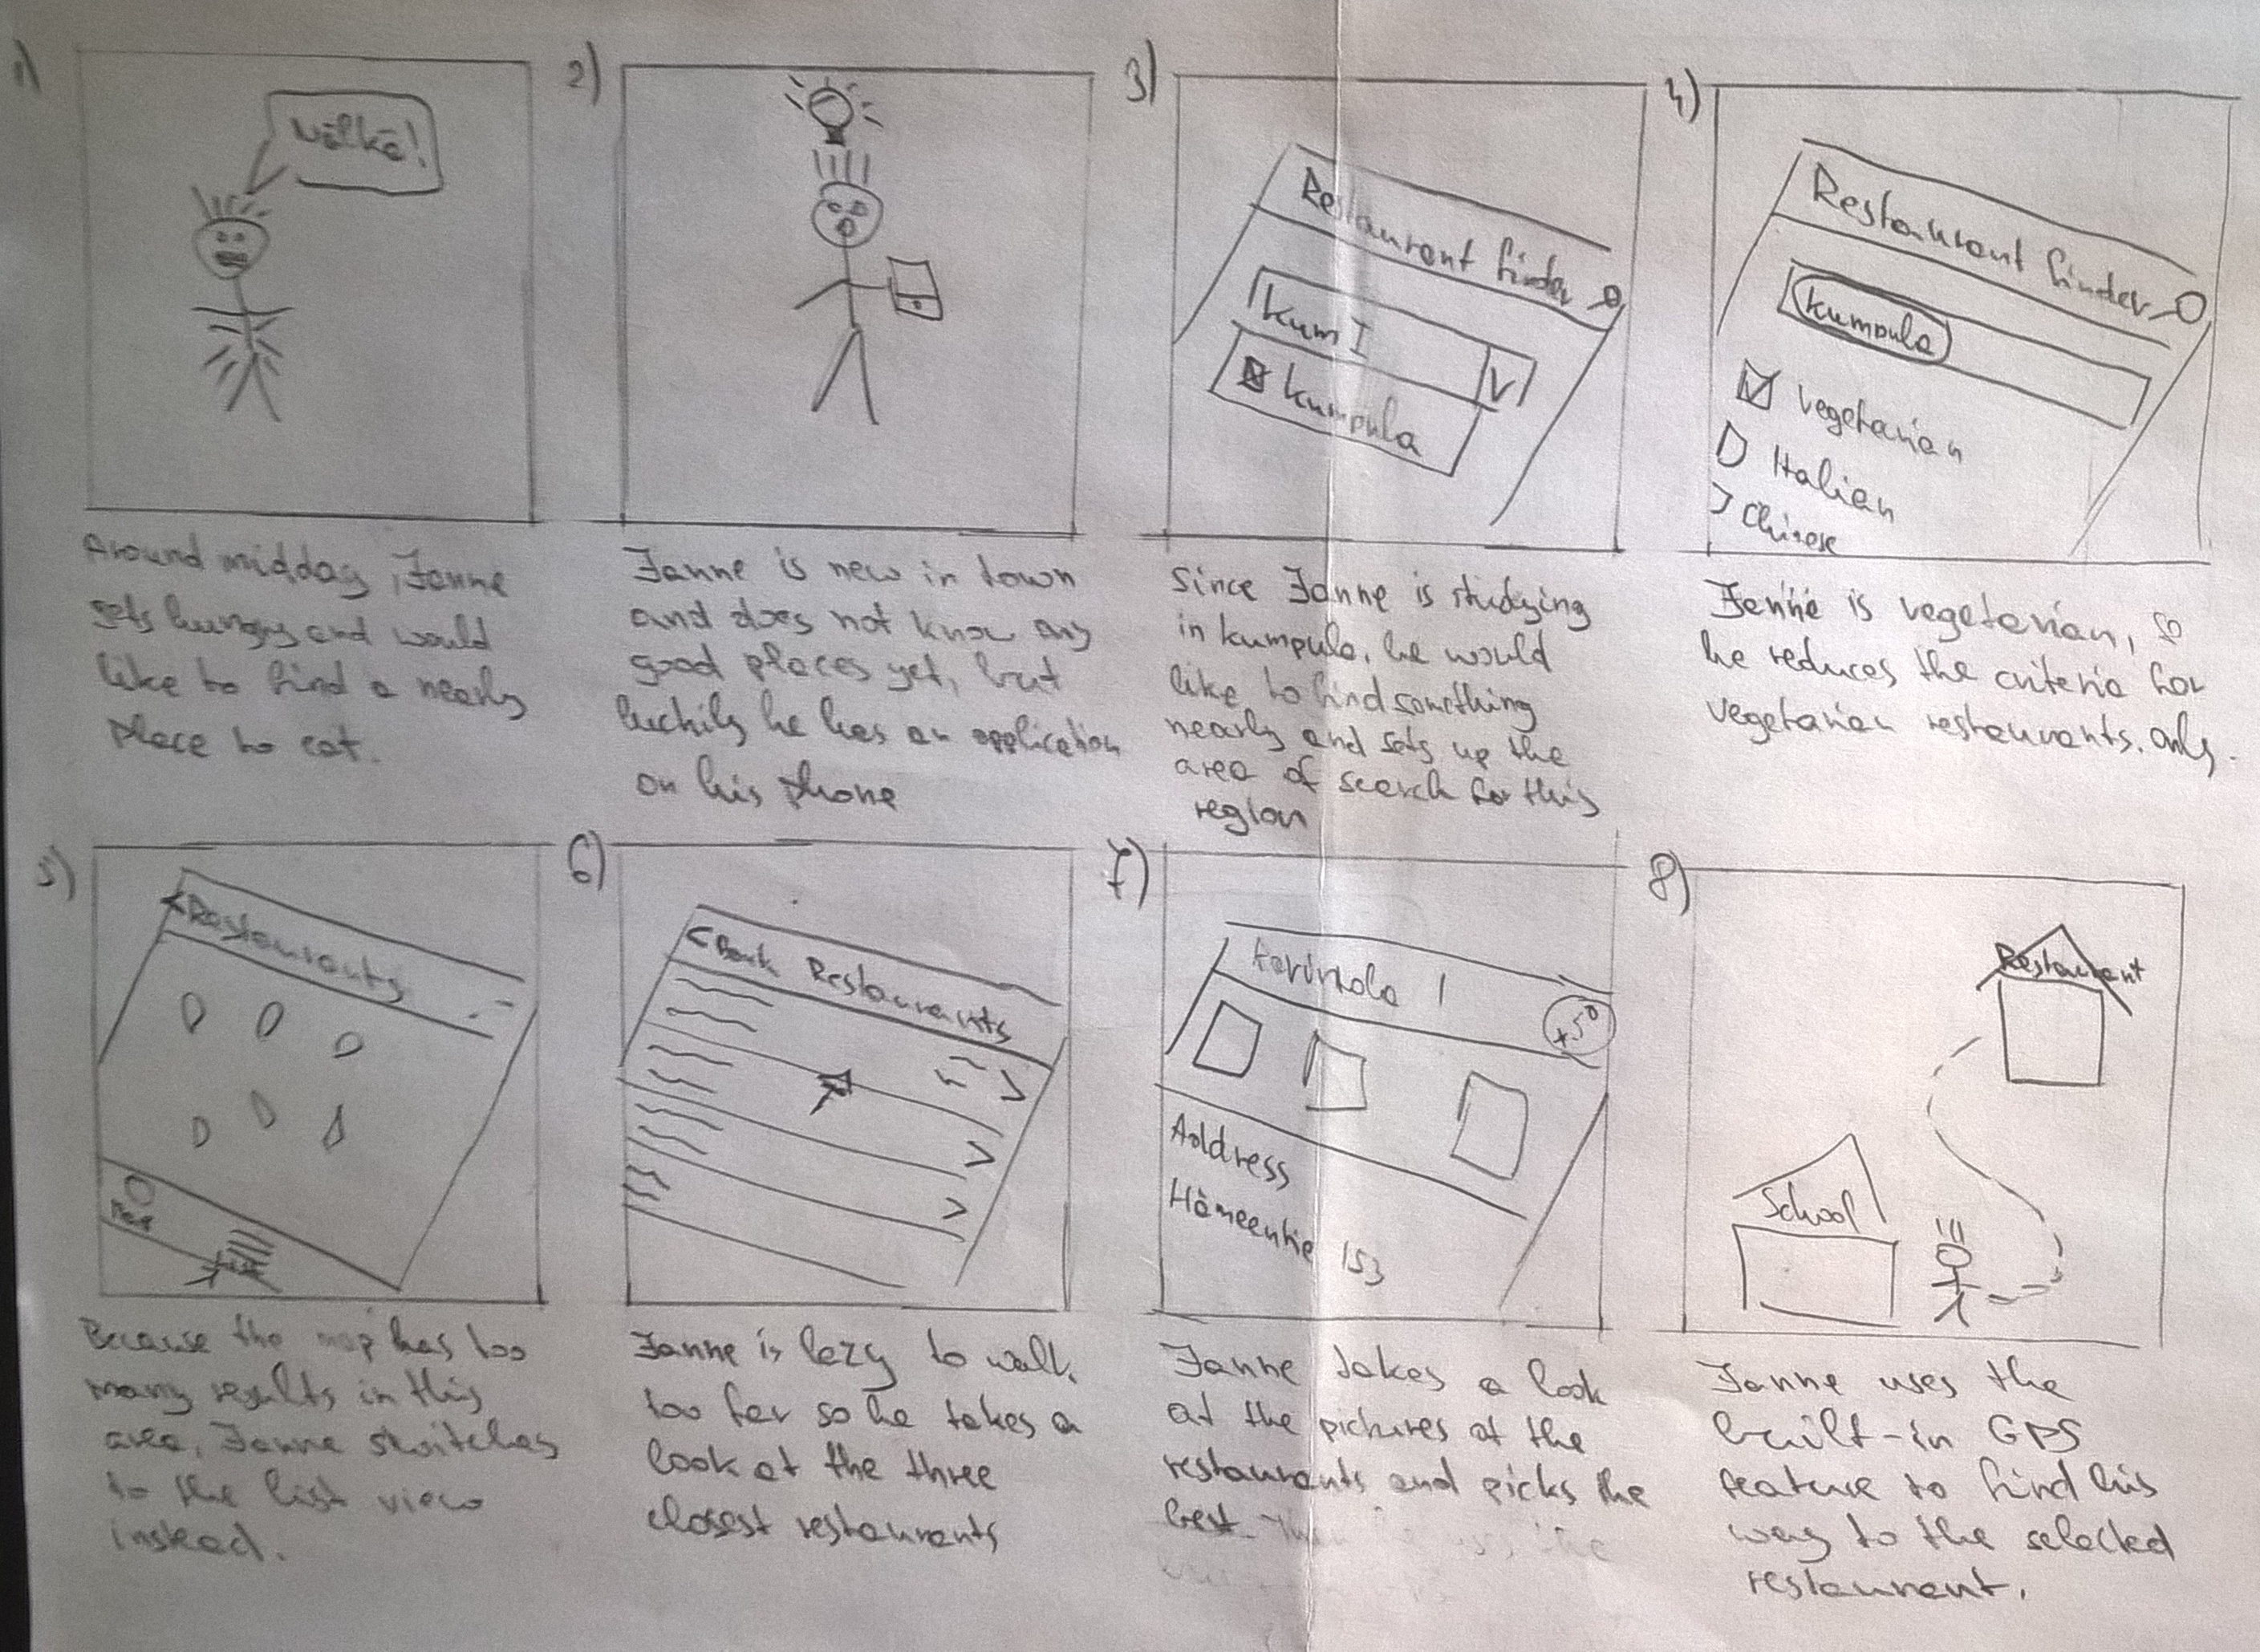 1)
Nälkä!
Around midday, Janne
gets hungry and would
like to find a nearby
place to eat.
2)
Janne is new in town
and does not know any
good places yet, but
luckily he has an application
on his phone
3)
Restaurant finder
Kum I
Kumpula
Since Janne is studying
in Kumpula, he would
like to find something
nearby and sets up the
area of search for this
region
4)
Restaurant finder
Kumpula
Vegetarian
Italian
Chinese
Janne is vegetarian, so
he reduces the criteria for
vegetarian restaurants. only.
5)
< Restaurants
Map
Because the map has too
many results in this
area, Janne switches
to the list view
instead.
6)
< Back Restaurants
>
>
>
Janne is lazy to walk
too far so he takes a
look at the three
closest restaurants
7)
1
Address
Hämeentie 153
Janne takes a look
at the pictures of the
restaurants and picks the
best
8)
Restaurant
School
Janne uses the
built-in GPS
feature to find his
way to the selected
restaurant.